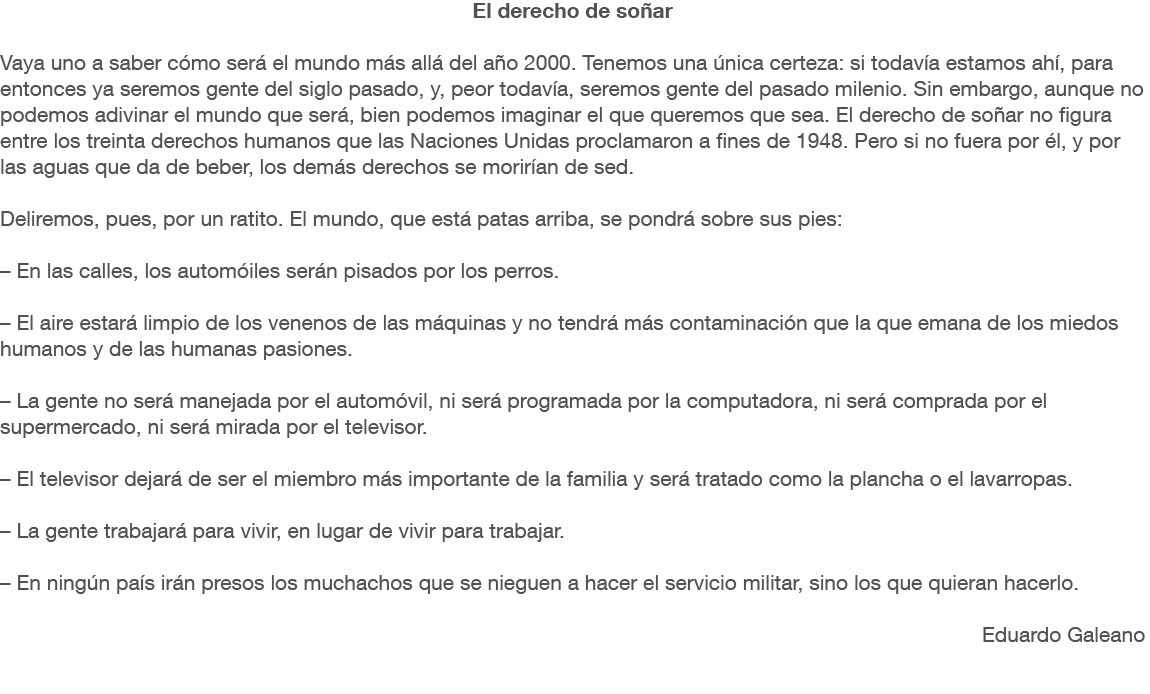 El derecho de soñar
Vaya uno a saber cómo será el mundo más allá del año 2000. Tenemos una única certeza: si todavía estamos ahí, para
entonces ya seremos gente del siglo pasado, y, peor todavía, seremos gente del pasado milenio. Sin embargo, aunque no
podemos adivinar el mundo que será, bien podemos imaginar el que queremos que sea. El derecho de soñar no figura
entre los treinta derechos humanos que las Naciones Unidas proclamaron a fines de 1948. Pero si no fuera por él, y por
las aguas que da de beber, los demás derechos se morirían de sed.
Deliremos, pues, por un ratito. El mundo, que está patas arriba, se pondrá sobre sus pies:
– En las calles, los automóiles serán pisados por los perros.
– El aire estará limpio de los venenos de las máquinas y no tendrá más contaminación que la que emana de los miedos
humanos y de las humanas pasiones.
– La gente no será manejada por el automóvil, ni será programada por la computadora, ni será comprada por el
supermercado, ni será mirada por el televisor.
– El televisor dejará de ser el miembro más importante de la familia y será tratado como la plancha o el lavarropas.
– La gente trabajará para vivir, en lugar de vivir para trabajar.
– En ningún país irán presos los muchachos que se nieguen a hacer el servicio militar, sino los que quieran hacerlo.
Eduardo Galeano